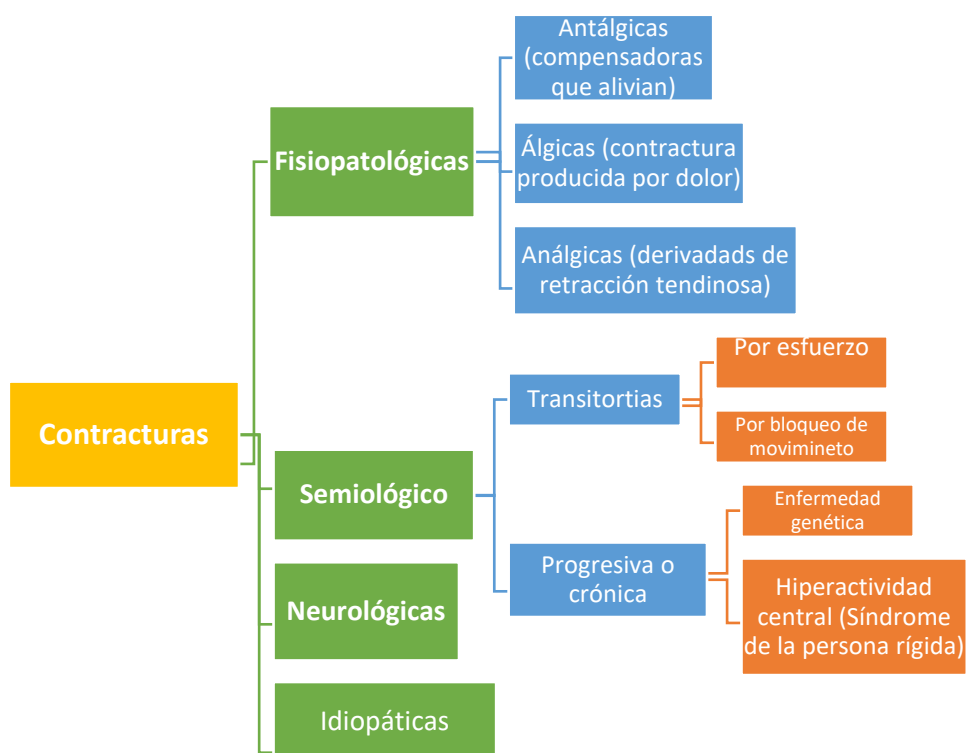 Contracturas
Fisiopatológicas
Antálgicas
(compensadoras
que alivian)
Álgicas (contractura
producida por dolor)
Análgicas (derivadads de
retracción tendinosa)
Semiológico
Transitortias
Por esfuerzo
Por bloqueo de
movimineto
Progresiva o
crónica
Enfermedad
genética
Hiperactividad
central (Síndrome
de la persona rígida)
Neurológicas
Idiopáticas